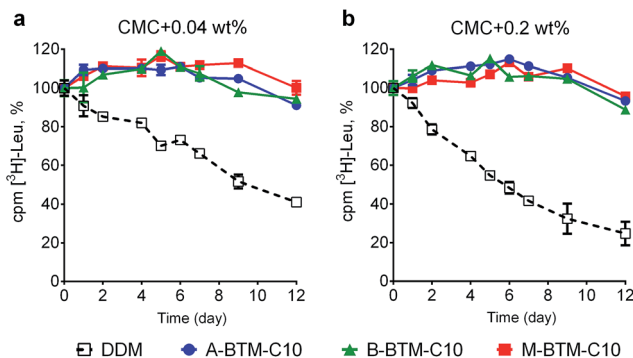 a CMC+0.04 wt%
cpm [³H]-Leu, %
120
100
80
60
40
20
0
0 2 4 6 8 10 12
Time (day)
b CMC+0.2 wt%
cpm [³H]-Leu, %
120
100
80
60
40
20
0
0 2 4 6 8 10 12
Time (day)
DDM A-BTM-C10 B-BTM-C10 M-BTM-C10